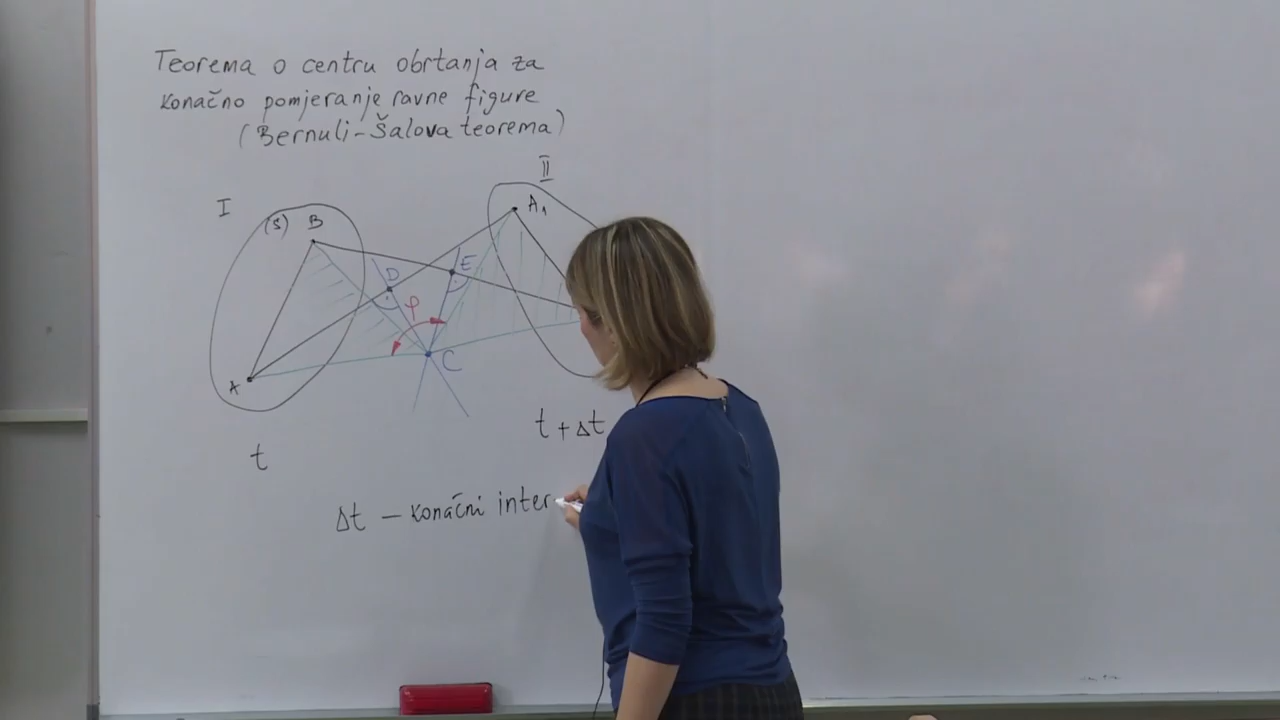 Teorema o centru obrtanja za
konačno pomjeranje ravne figure
(Bernuli-Šalova teorema)
II
I
(S) B
A₁
D
E
φ
C
A
t + Δt
t
Δt – konačni inter